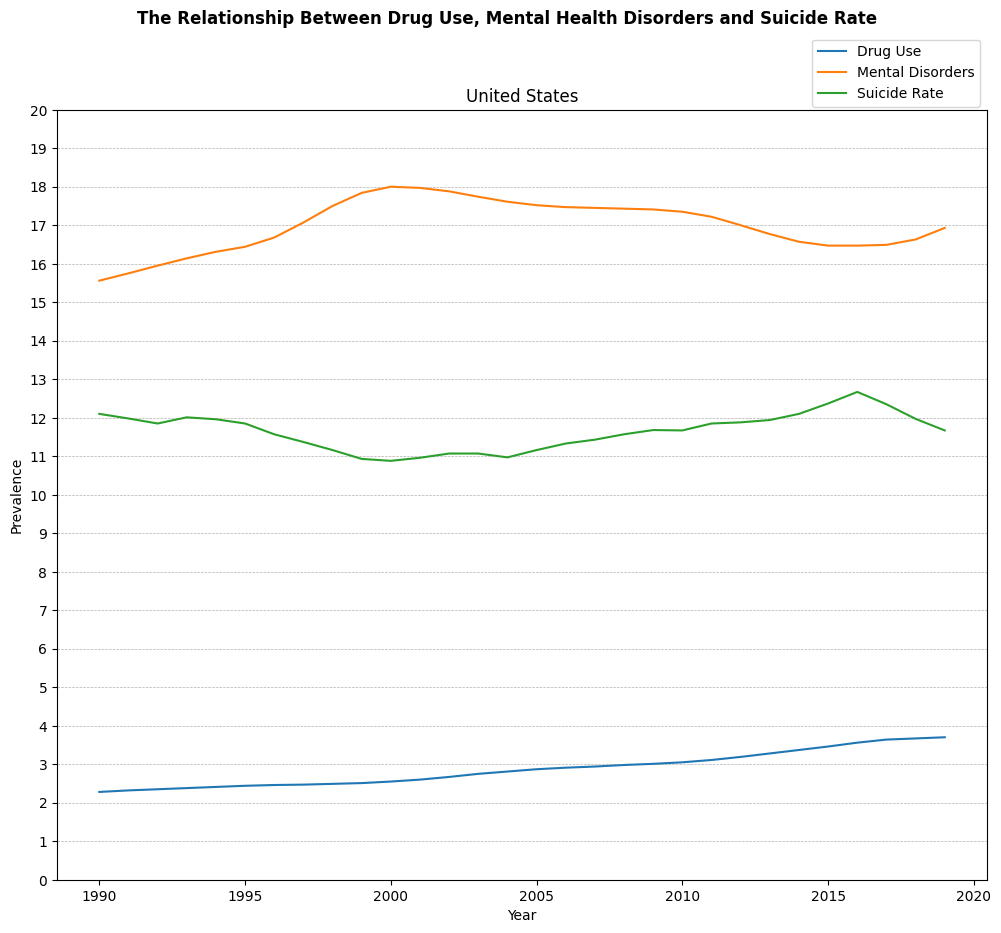 The Relationship Between Drug Use, Mental Health Disorders and Suicide Rate
Drug Use
Mental Disorders
Suicide Rate
United States
20
19
18
17
16
15
14
13
12
11
10
9
8
7
6
5
4
3
2
1
0
Prevalence
1990 1995 2000 2005 2010 2015 2020
Year